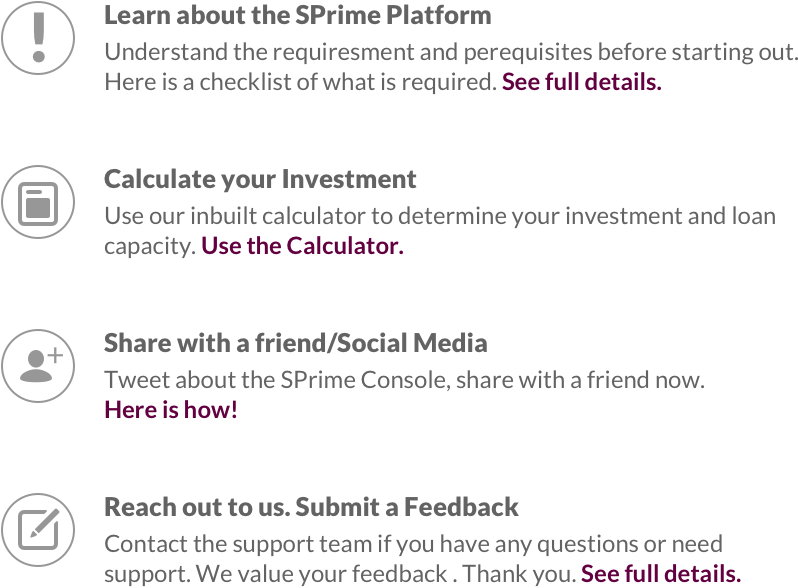 Learn about the SPrime Platform
Understand the requiresment and perequisites before starting out.
Here is a checklist of what is required. See full details.
Calculate your Investment
Use our inbuilt calculator to determine your investment and loan
capacity. Use the Calculator.
Share with a friend/Social Media
Tweet about the SPrime Console, share with a friend now.
Here is how!
Reach out to us. Submit a Feedback
Contact the support team if you have any questions or need
support. We value your feedback . Thank you. See full details.